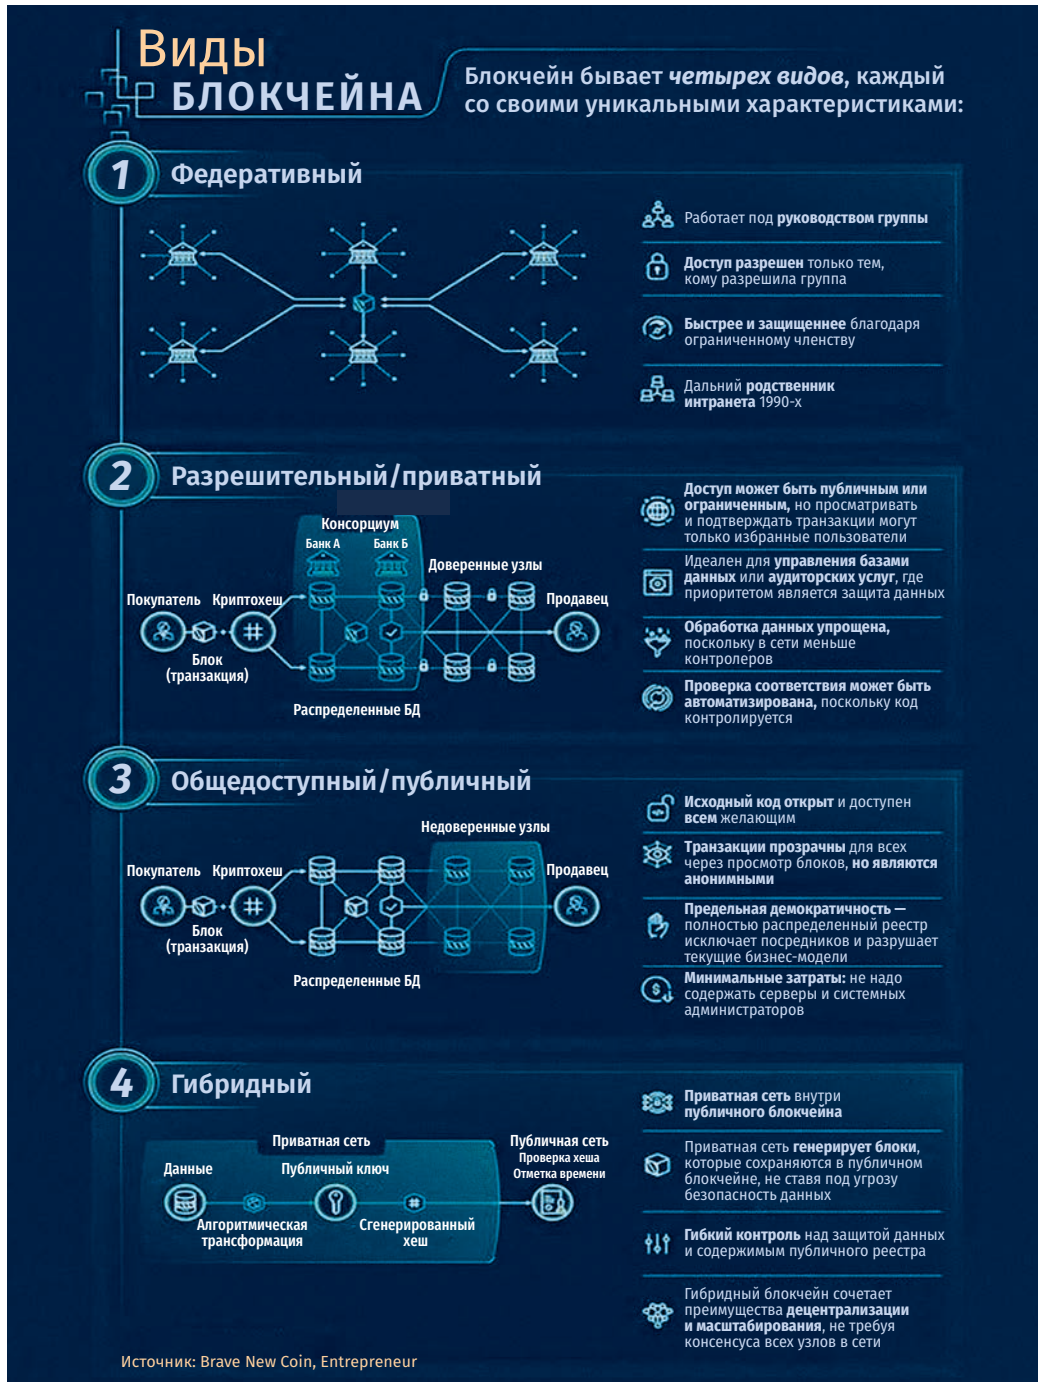 Виды
БЛОКЧЕЙНА
Блокчейн бывает четырех видов, каждый
со своими уникальными характеристиками:
1
Федеративный
Работает под руководством группы
Доступ разрешен только тем,
кому разрешила группа
Быстрее и защищеннее благодаря
ограниченному членству
Дальний родственник
интранета 1990-х
2
Разрешительный/приватный
Консорциум
Банк А
Банк Б
Доверенные узлы
Покупатель
Криптохеш
Продавец
Блок
(транзакция)
Распределенные БД
Доступ может быть публичным или
ограниченным, но просматривать
и подтверждать транзакции могут
только избранные пользователи
Идеален для управления базами
данных или аудиторских услуг, где
приоритетом является защита данных
Обработка данных упрощена,
поскольку в сети меньше
контролеров
Проверка соответствия может быть
автоматизирована, поскольку код
контролируется
3
Общедоступный/публичный
Недоверенные узлы
Покупатель
Криптохеш
Продавец
Блок
(транзакция)
Распределенные БД
Исходный код открыт и доступен
всем желающим
Транзакции прозрачны для всех
через просмотр блоков, но являются
анонимными
Предельная демократичность —
полностью распределенный реестр
исключает посредников и разрушает
текущие бизнес-модели
Минимальные затраты: не надо
содержать серверы и системных
администраторов
4
Гибридный
Приватная сеть
Публичная сеть
Проверка хеша
Отметка времени
Данные
Публичный ключ
Алгоритмическая
трансформация
Сгенерированный
хеш
Приватная сеть внутри
публичного блокчейна
Приватная сеть генерирует блоки,
которые сохраняются в публичном
блокчейне, не ставя под угрозу
безопасность данных
Гибкий контроль над защитой данных
и содержимым публичного реестра
Гибридный блокчейн сочетает
преимущества децентрализации
и масштабирования, не требуя
консенсуса всех узлов в сети
Источник: Brave New Coin, Entrepreneur